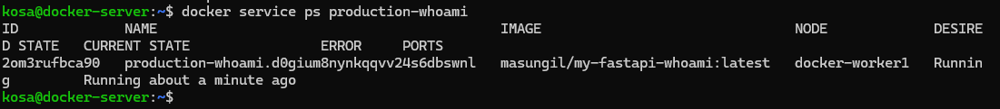 kosa@docker-server:~$ docker service ps production-whoami
ID             NAME                                          IMAGE                              NODE             DESIRE
D STATE   CURRENT STATE                ERROR     PORTS
2om3rufbca90   production-whoami.d0gium8nynkqqvv24s6dbswnl   masungil/my-fastapi-whoami:latest   docker-worker1   Runnin
g         Running about a minute ago
kosa@docker-server:~$